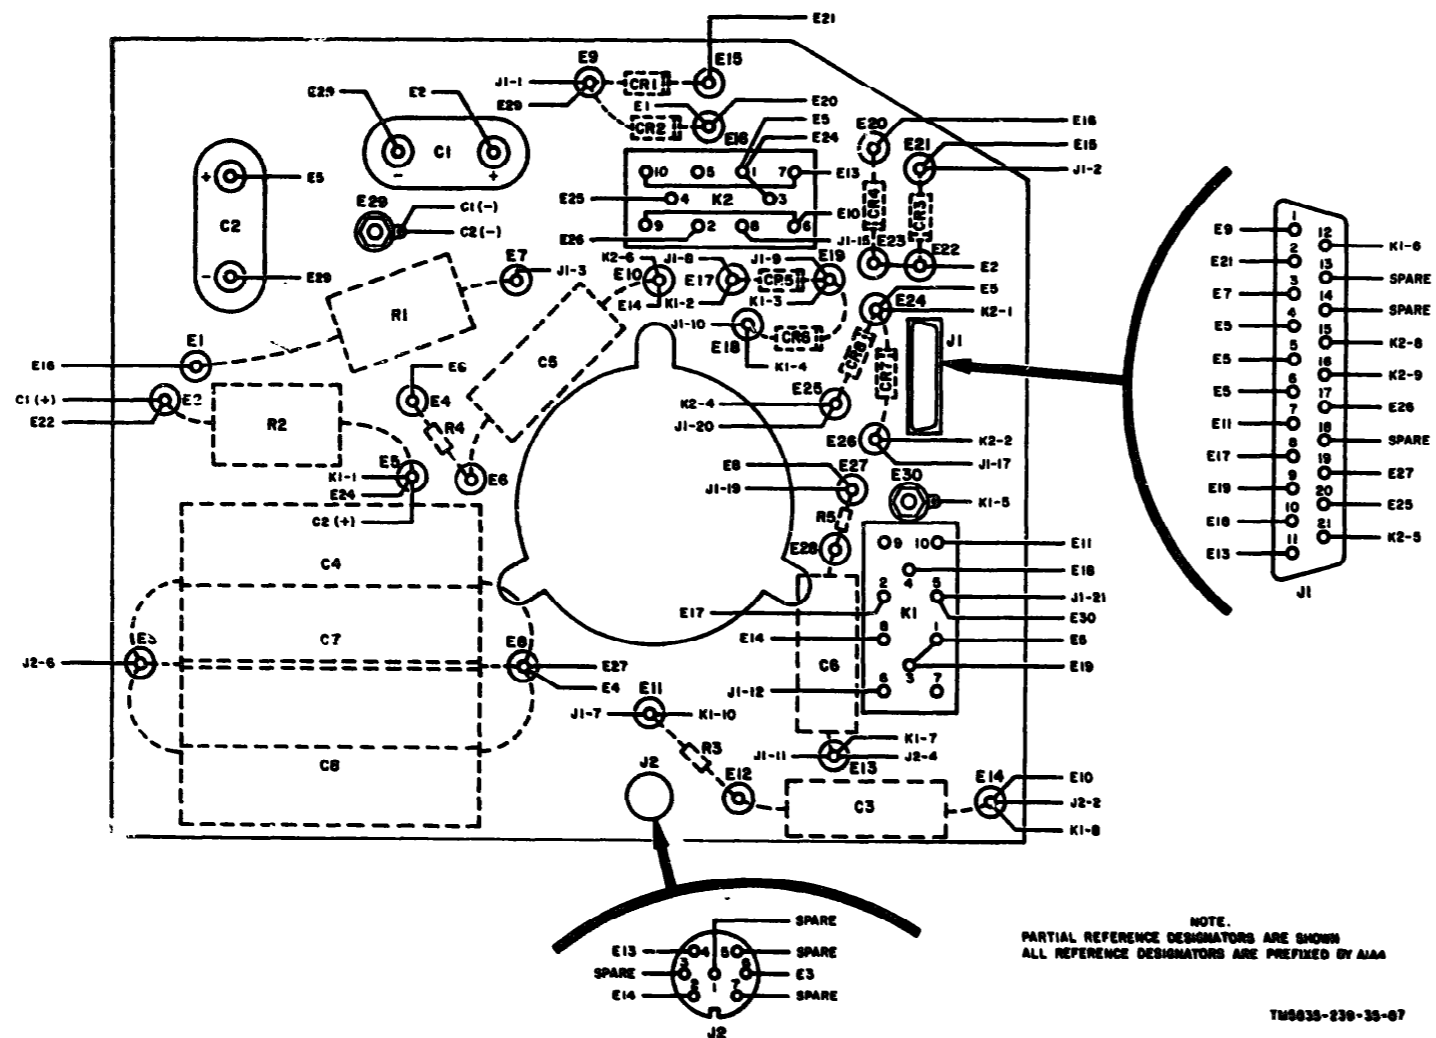 E21
E9
E15
J1-1
CR1
E29
E2
E29
E1
E20
CR2
E5
E16
E24
E20
E16
E21
E15
J1-2
C1
- +
10 5 1 7
E13
E25
4 K2 3
E10
9 2 8 6
E26
J1-15
CR4
CR3
E23
E22
E2
+
E5
C2
-
E29
E29
C1(-)
C2(-)
E7
J1-3
R1
K2-6
E10
E14
J1-8
E17
K1-2
CR5
J1-9
E19
K1-3
J1-10
E18
CR6
K1-4
E5
E24
K2-1
CR8
CR7
J1
E1
E16
C1(+)
E22
R2
E6
E4
R4
C5
E6
E5
K1-1
E24
C2(+)
E25
K2-4
J1-20
E26
K2-2
J1-17
E8
E27
J1-19
R5
E28
E30
K1-5
9 10
E11
4
E18
2 5
J1-21
E17
K1
E30
8 1
E14
E6
3
E19
6 7
J1-12
C6
C4
C7
C8
J2-6
E8
E27
E4
E11
J1-7
K1-10
R3
E12
K1-7
J1-11
J2-4
E13
C3
E14
E10
J2-2
K1-8
J2
1
E9
12
K1-6
2
E21
13
SPARE
3
E7
14
SPARE
4
E5
15
K2-8
5
E5
16
K2-9
6
E5
17
E26
7
E11
18
SPARE
8
E17
19
E27
9
E19
20
E25
10
E18
21
K2-5
11
E13
J1
SPARE
E13
4 5
SPARE
SPARE
3 6
E3
E14
2 1 7
SPARE
J2
NOTE.
PARTIAL REFERENCE DESIGNATORS ARE SHOWN
ALL REFERENCE DESIGNATORS ARE PREFIXED BY A1A4
TM5835-239-35-67